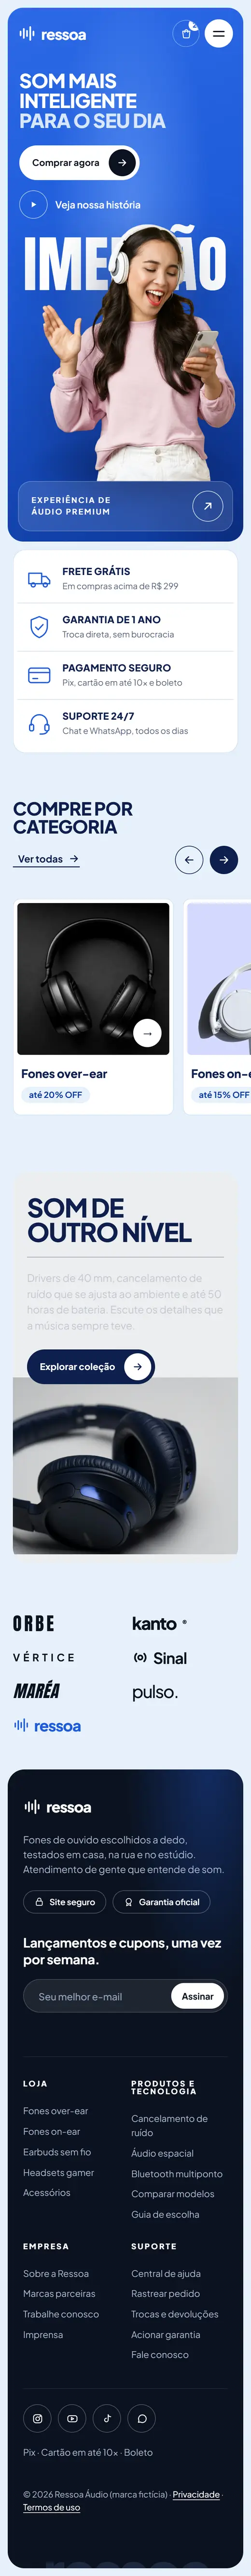 ressoa
SOM MAIS
INTELIGENTE
PARA O SEU DIA
Comprar agora
Veja nossa história
EXPERIÊNCIA DE
ÁUDIO PREMIUM
FRETE GRÁTIS
Em compras acima de R$ 299
GARANTIA DE 1 ANO
Troca direta, sem burocracia
PAGAMENTO SEGURO
Pix, cartão em até 10x e boleto
SUPORTE 24/7
Chat e WhatsApp, todos os dias
COMPRE POR
CATEGORIA
Ver todas
Fones over-ear
Fones on-e
até 20% OFF
até 15% OFF
SOM DE
OUTRO NÍVEL
Drivers de 40 mm, cancelamento de
ruído que se ajusta ao ambiente e até 50
horas de bateria. Escute os detalhes que
a música sempre teve.
Explorar coleção
ORBE
kanto
VÉRTICE
Sinal
MARÉA
pulso.
ressoa
ressoa
Fones de ouvido escolhidos a dedo,
testados em casa, na rua e no estúdio.
Atendimento de gente que entende de som.
Site seguro
Garantia oficial
Lançamentos e cupons, uma vez
por semana.
Seu melhor e-mail
Assinar
LOJA
Fones over-ear
Fones on-ear
Earbuds sem fio
Headsets gamer
Acessórios
PRODUTOS E
TECNOLOGIA
Cancelamento de
ruído
Áudio espacial
Bluetooth multiponto
Comparar modelos
Guia de escolha
EMPRESA
Sobre a Ressoa
Marcas parceiras
Trabalhe conosco
Imprensa
SUPORTE
Central de ajuda
Rastrear pedido
Trocas e devoluções
Acionar garantia
Fale conosco
Pix · Cartão em até 10x · Boleto
© 2026 Ressoa Áudio (marca fictícia) · Privacidade ·
Termos de uso